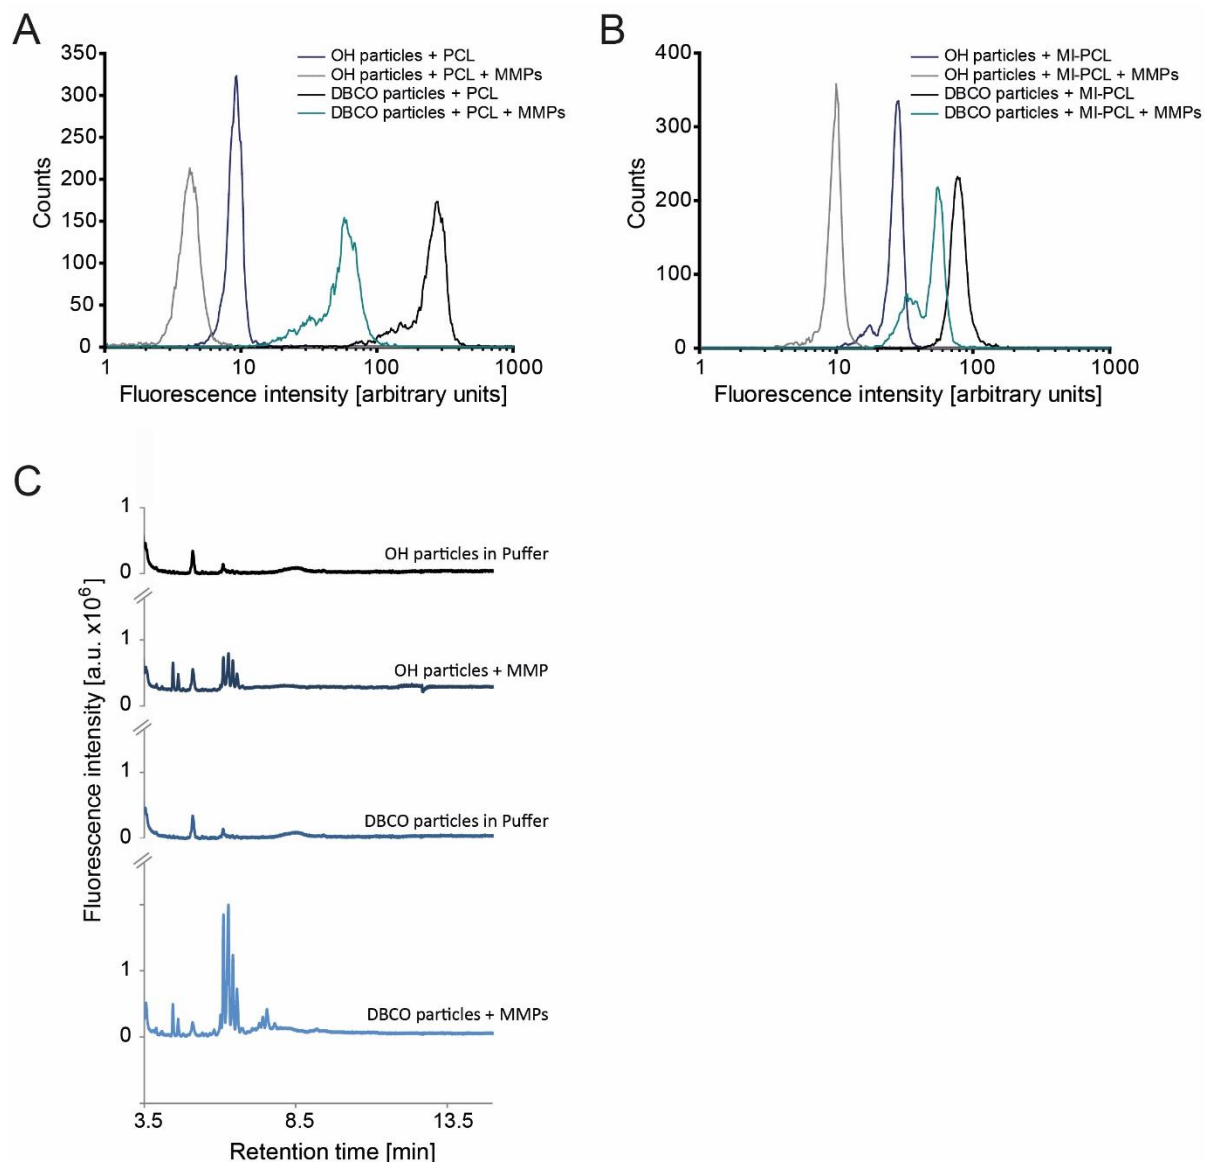 A
350
300
250
200
150
100
50
0
Counts
OH particles + PCL
OH particles + PCL + MMPs
DBCO particles + PCL
DBCO particles + PCL + MMPs
1 10 100 1000
Fluorescence intensity [arbitrary units]
B
400
300
200
100
0
Counts
OH particles + MI-PCL
OH particles + MI-PCL + MMPs
DBCO particles + MI-PCL
DBCO particles + MI-PCL + MMPs
1 10 100 1000
Fluorescence intensity [arbitrary units]
C
Fluorescence intensity [a.u. x10⁶]
1
OH particles in Puffer
0
1
OH particles + MMP
0
1
DBCO particles in Puffer
0
1
DBCO particles + MMPs
0
3.5 8.5 13.5
Retention time [min]